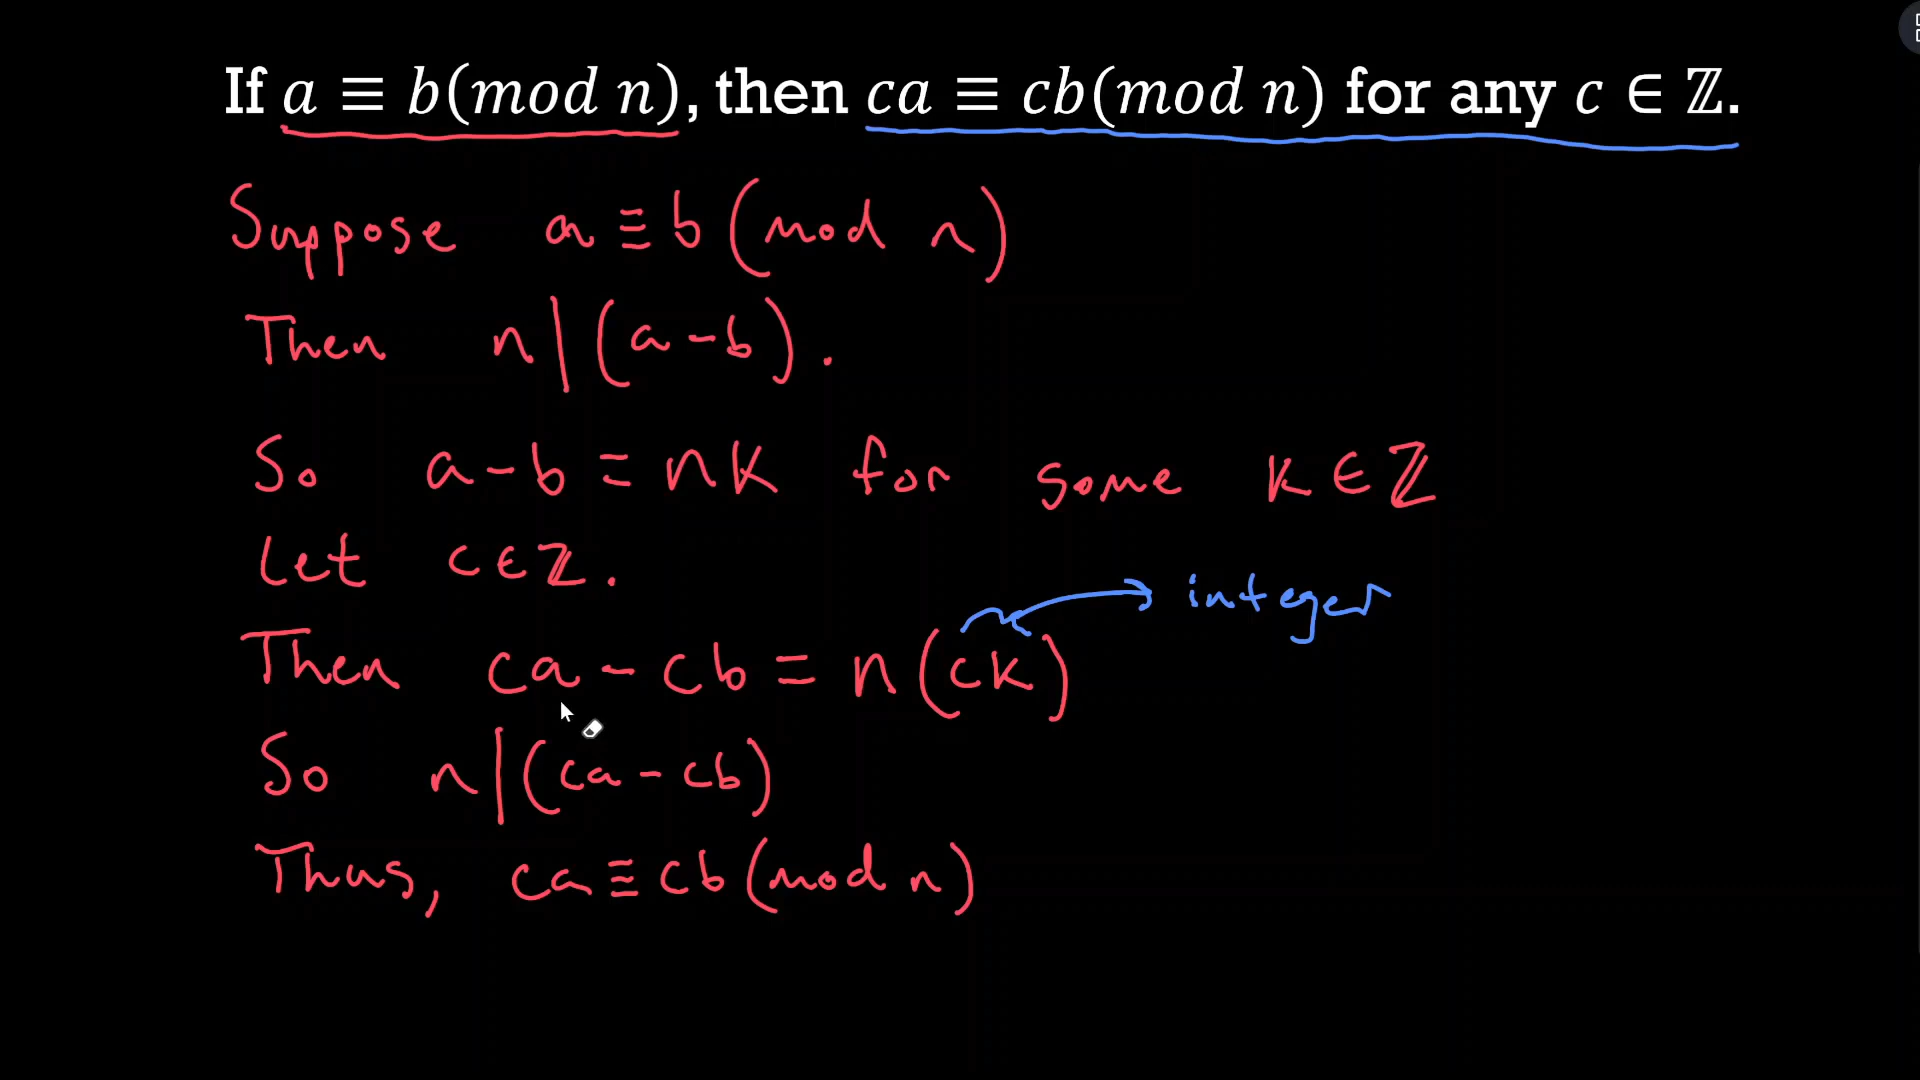 If a ≡ b(mod n), then ca ≡ cb(mod n) for any c ∈ ℤ.
Suppose a ≡ b (mod n)
Then n|(a-b).
So a-b = nk for some k ∈ ℤ
Let c∈ℤ.
integer
Then ca - cb = n(ck)
So n|(ca - cb)
Thus, ca ≡ cb (mod n)